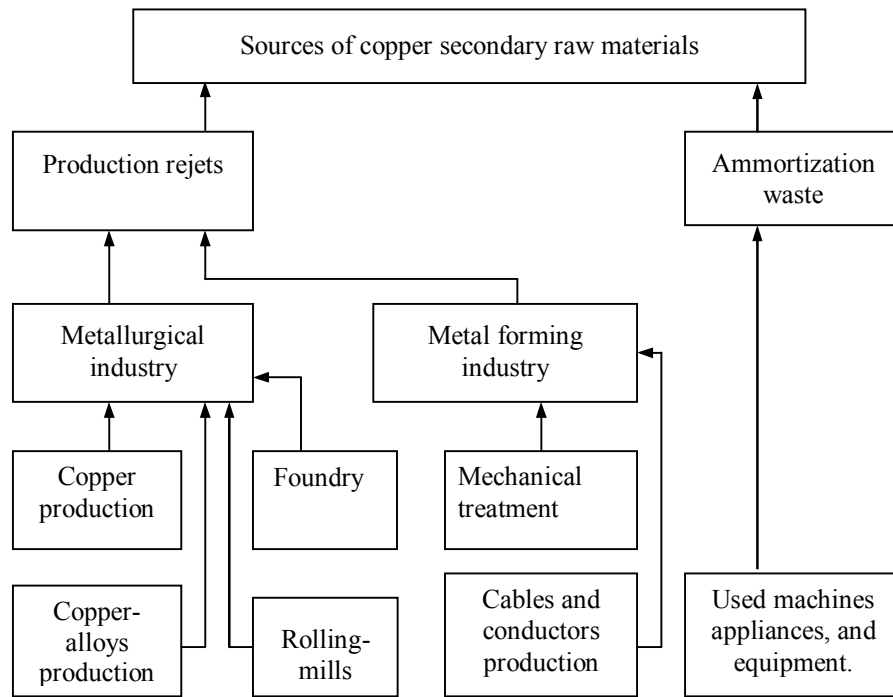 Sources of copper secondary raw materials
Production rejets
Ammortization
waste
Metallurgical
industry
Metal forming
industry
Copper
production
Foundry
Mechanical
treatment
Copper-
alloys
production
Rolling-
mills
Cables and
conductors
production
Used machines
appliances, and
equipment.